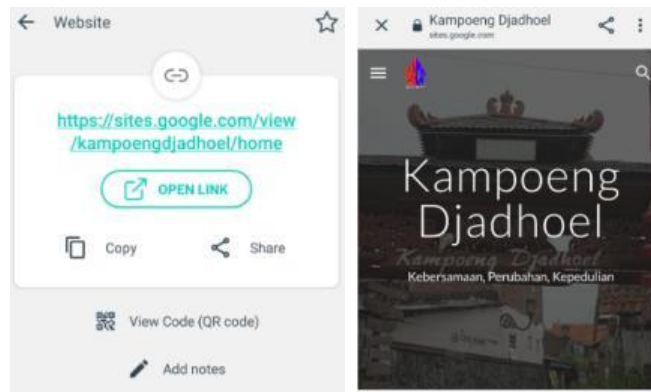 Website
https://sites.google.com/view
/kampoengdjadhoel/home
OPEN LINK
Copy
Share
View Code (QR code)
Add notes
Kampoeng Djadhoel
sites.google.com
Kampoeng
Djadhoel
Kampoeng Djadhoel
Kebersamaan, Perubahan, Kepedulian